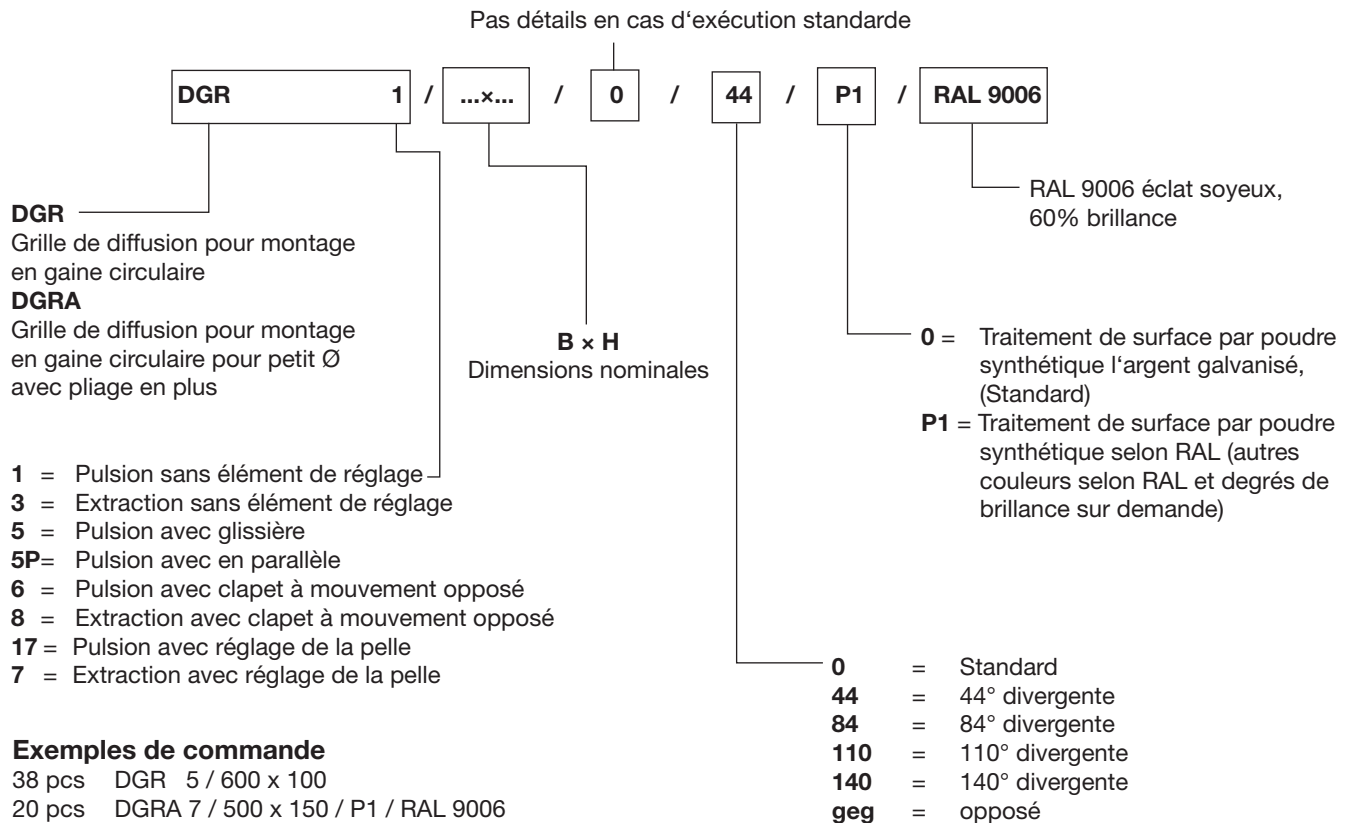 Pas détails en cas d‘exécution standarde
DGR 1 / ...×... / 0 / 44 / P1 / RAL 9006
RAL 9006 éclat soyeux,
60% brillance
DGR
Grille de diffusion pour montage
en gaine circulaire
DGRA
Grille de diffusion pour montage
en gaine circulaire pour petit Ø
avec pliage en plus
B × H
Dimensions nominales
0 = Traitement de surface par poudre
synthétique l‘argent galvanisé,
(Standard)
P1 = Traitement de surface par poudre
synthétique selon RAL (autres
couleurs selon RAL et degrés de
brillance sur demande)
1 = Pulsion sans élément de réglage
3 = Extraction sans élément de réglage
5 = Pulsion avec glissière
5P= Pulsion avec en parallèle
6 = Pulsion avec clapet à mouvement opposé
8 = Extraction avec clapet à mouvement opposé
17 = Pulsion avec réglage de la pelle
7 = Extraction avec réglage de la pelle
0 = Standard
44 = 44° divergente
84 = 84° divergente
110 = 110° divergente
140 = 140° divergente
geg = opposé
Exemples de commande
38 pcs DGR 5 / 600 x 100
20 pcs DGRA 7 / 500 x 150 / P1 / RAL 9006